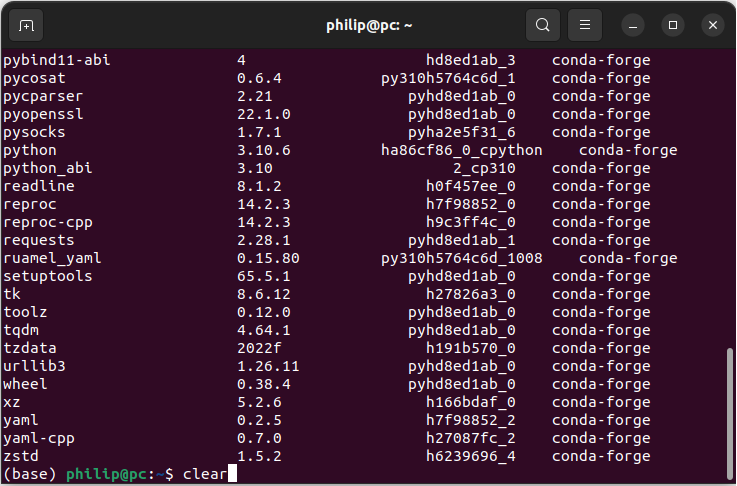 philip@pc: ~
pybind11-abi 4 hd8ed1ab_3 conda-forge
pycosat 0.6.4 py310h5764c6d_1 conda-forge
pycparser 2.21 pyhd8ed1ab_0 conda-forge
pyopenssl 22.1.0 pyhd8ed1ab_0 conda-forge
pysocks 1.7.1 pyha2e5f31_6 conda-forge
python 3.10.6 ha86cf86_0_cpython conda-forge
python_abi 3.10 2_cp310 conda-forge
readline 8.1.2 h0f457ee_0 conda-forge
reproc 14.2.3 h7f98852_0 conda-forge
reproc-cpp 14.2.3 h9c3ff4c_0 conda-forge
requests 2.28.1 pyhd8ed1ab_1 conda-forge
ruamel_yaml 0.15.80 py310h5764c6d_1008 conda-forge
setuptools 65.5.1 pyhd8ed1ab_0 conda-forge
tk 8.6.12 h27826a3_0 conda-forge
toolz 0.12.0 pyhd8ed1ab_0 conda-forge
tqdm 4.64.1 pyhd8ed1ab_0 conda-forge
tzdata 2022f h191b570_0 conda-forge
urllib3 1.26.11 pyhd8ed1ab_0 conda-forge
wheel 0.38.4 pyhd8ed1ab_0 conda-forge
xz 5.2.6 h166bdaf_0 conda-forge
yaml 0.2.5 h7f98852_2 conda-forge
yaml-cpp 0.7.0 h27087fc_2 conda-forge
zstd 1.5.2 h6239696_4 conda-forge
(base) philip@pc:~$ clear